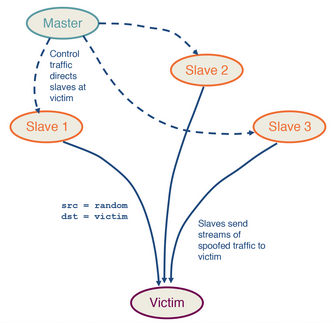 Master
Control
traffic
directs
slaves at
victim
Slave 2
Slave 1
Slave 3
src = random
dst = victim
Slaves send
streams of
spoofed traffic to
victim
Victim